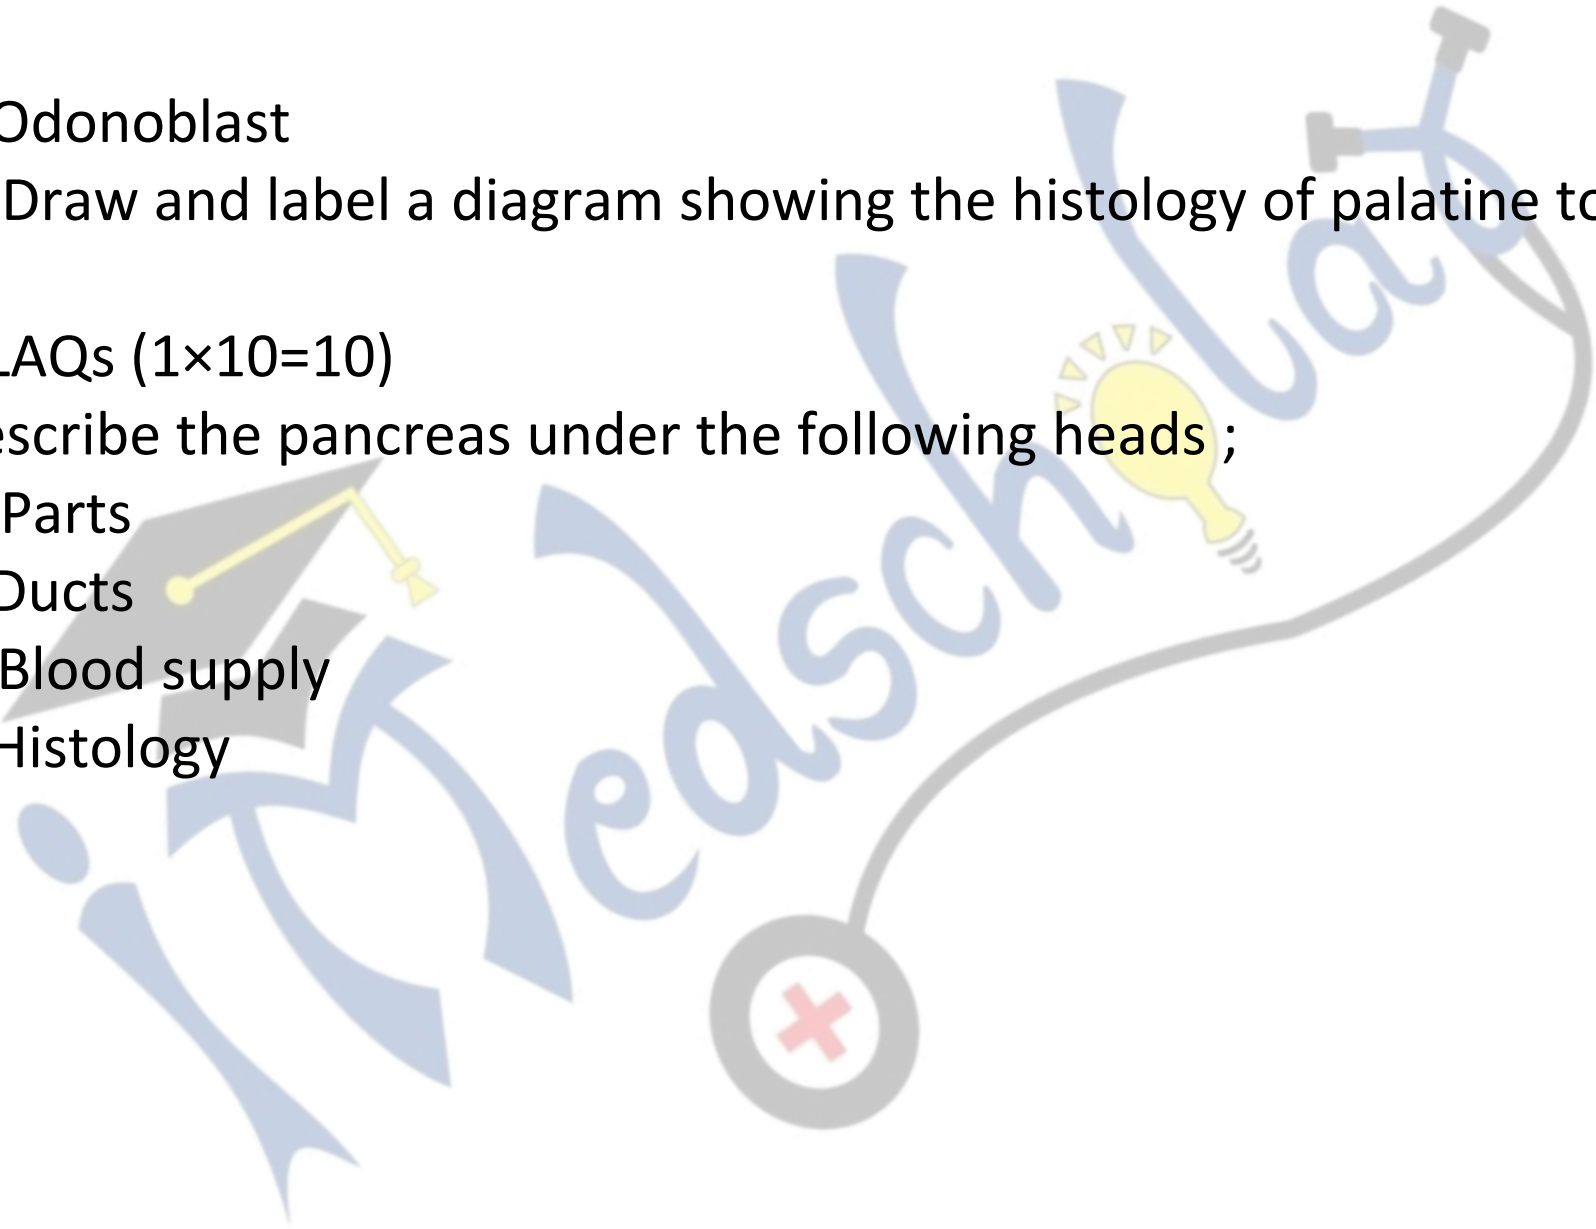 Odonoblast
Draw and label a diagram showing the histology of palatine
LAQs (1×10=10)
escribe the pancreas under the following heads ;
Parts
Ducts
Blood supply
Histology
iMedscholar